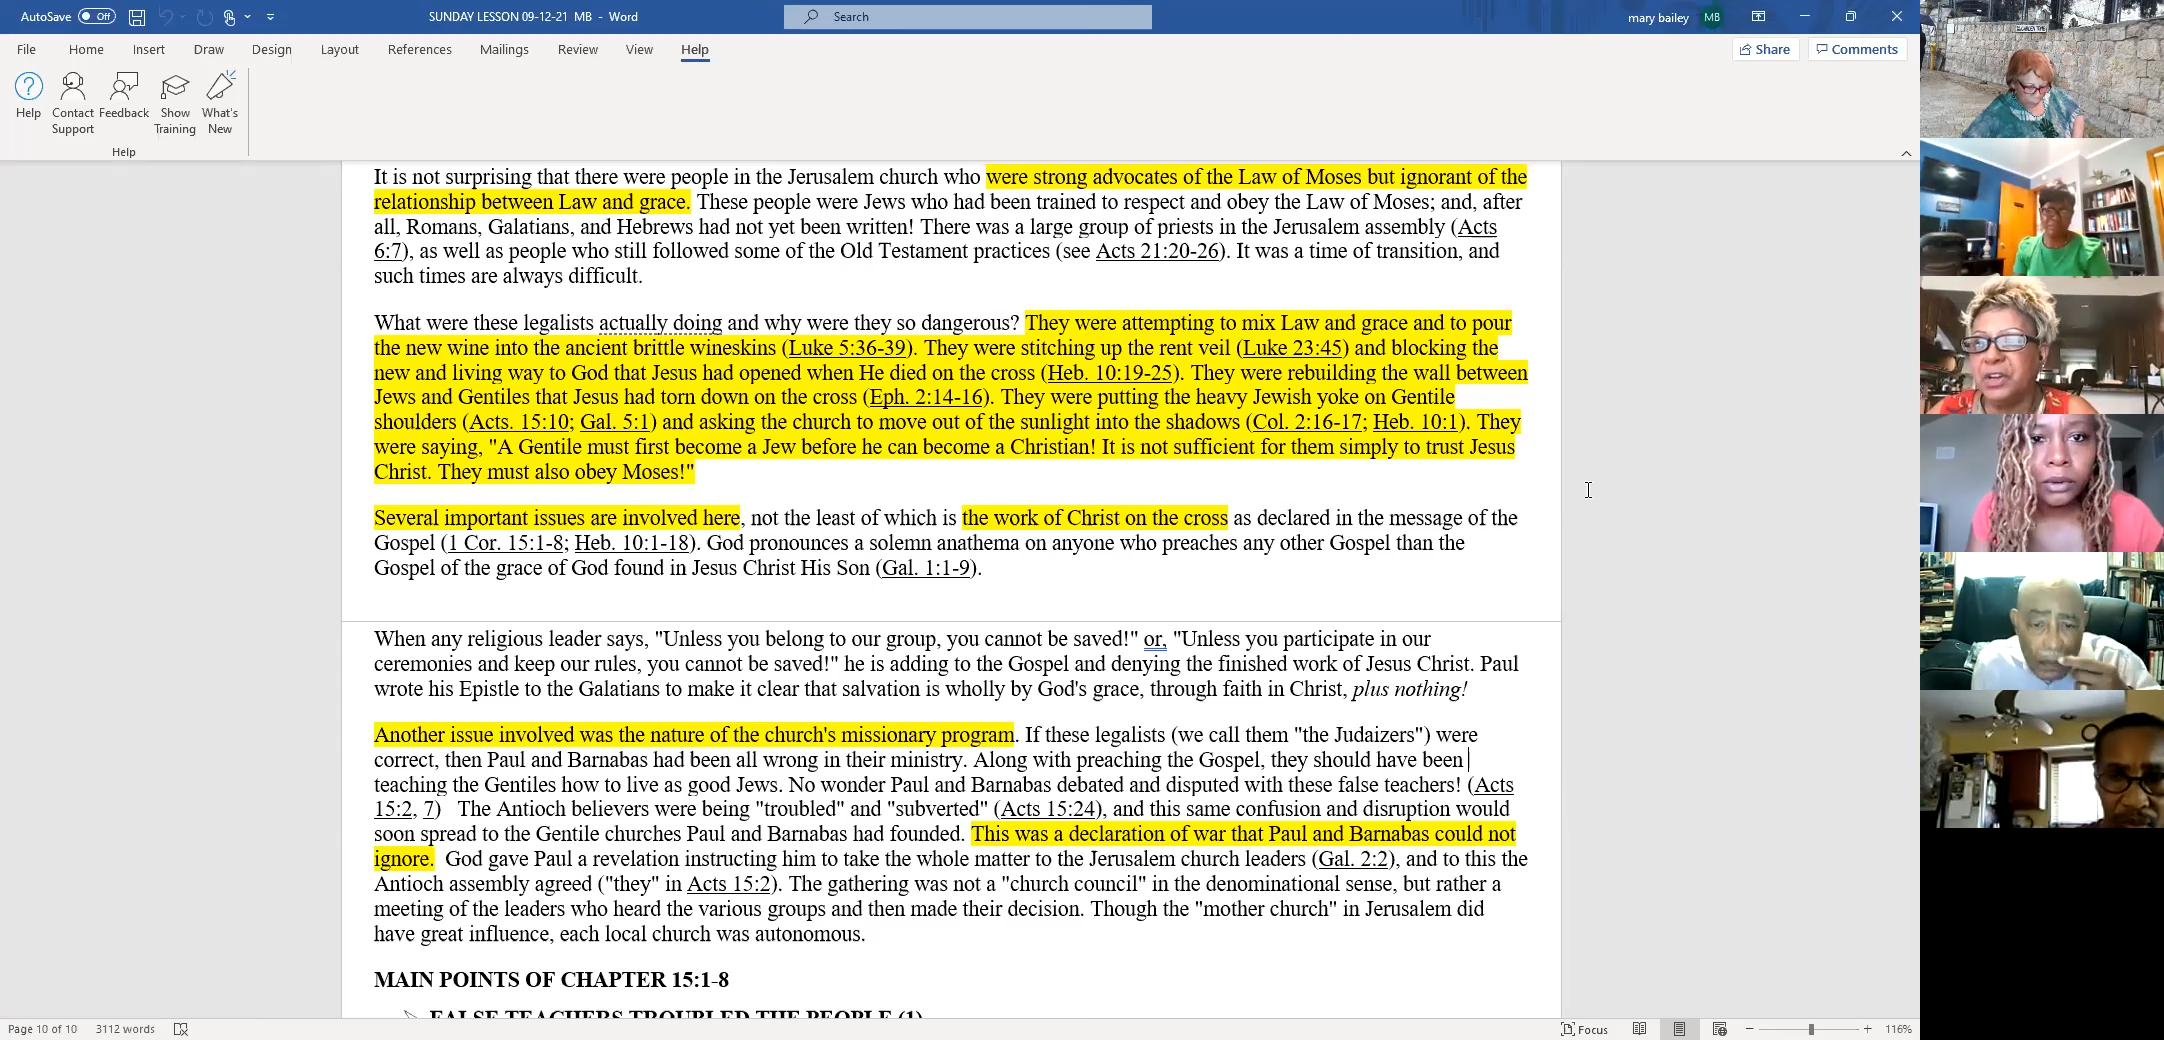 AutoSave Off SUNDAY LESSON 09-12-21 MB - Word Search mary bailey MB
File Home Insert Draw Design Layout References Mailings Review View Help Share Comments
Help Contact Support Feedback Show Training What's New
Help
It is not surprising that there were people in the Jerusalem church who were strong advocates of the Law of Moses but ignorant of the
relationship between Law and grace. These people were Jews who had been trained to respect and obey the Law of Moses; and, after
all, Romans, Galatians, and Hebrews had not yet been written! There was a large group of priests in the Jerusalem assembly (Acts
6:7), as well as people who still followed some of the Old Testament practices (see Acts 21:20-26). It was a time of transition, and
such times are always difficult.
What were these legalists actually doing and why were they so dangerous? They were attempting to mix Law and grace and to pour
the new wine into the ancient brittle wineskins (Luke 5:36-39). They were stitching up the rent veil (Luke 23:45) and blocking the
new and living way to God that Jesus had opened when He died on the cross (Heb. 10:19-25). They were rebuilding the wall between
Jews and Gentiles that Jesus had torn down on the cross (Eph. 2:14-16). They were putting the heavy Jewish yoke on Gentile
shoulders (Acts. 15:10; Gal. 5:1) and asking the church to move out of the sunlight into the shadows (Col. 2:16-17; Heb. 10:1). They
were saying, "A Gentile must first become a Jew before he can become a Christian! It is not sufficient for them simply to trust Jesus
Christ. They must also obey Moses!"
Several important issues are involved here, not the least of which is the work of Christ on the cross as declared in the message of the
Gospel (1 Cor. 15:1-8; Heb. 10:1-18). God pronounces a solemn anathema on anyone who preaches any other Gospel than the
Gospel of the grace of God found in Jesus Christ His Son (Gal. 1:1-9).
When any religious leader says, "Unless you belong to our group, you cannot be saved!" or, "Unless you participate in our
ceremonies and keep our rules, you cannot be saved!" he is adding to the Gospel and denying the finished work of Jesus Christ. Paul
wrote his Epistle to the Galatians to make it clear that salvation is wholly by God's grace, through faith in Christ, plus nothing!
Another issue involved was the nature of the church's missionary program. If these legalists (we call them "the Judaizers") were
correct, then Paul and Barnabas had been all wrong in their ministry. Along with preaching the Gospel, they should have been
teaching the Gentiles how to live as good Jews. No wonder Paul and Barnabas debated and disputed with these false teachers! (Acts
15:2, 7) The Antioch believers were being "troubled" and "subverted" (Acts 15:24), and this same confusion and disruption would
soon spread to the Gentile churches Paul and Barnabas had founded. This was a declaration of war that Paul and Barnabas could not
ignore. God gave Paul a revelation instructing him to take the whole matter to the Jerusalem church leaders (Gal. 2:2), and to this the
Antioch assembly agreed ("they" in Acts 15:2). The gathering was not a "church council" in the denominational sense, but rather a
meeting of the leaders who heard the various groups and then made their decision. Though the "mother church" in Jerusalem did
have great influence, each local church was autonomous.
MAIN POINTS OF CHAPTER 15:1-8
FALSE TEACHERS TROUBLED THE PEOPLE (1)
Page 10 of 10 3112 words Focus 116%